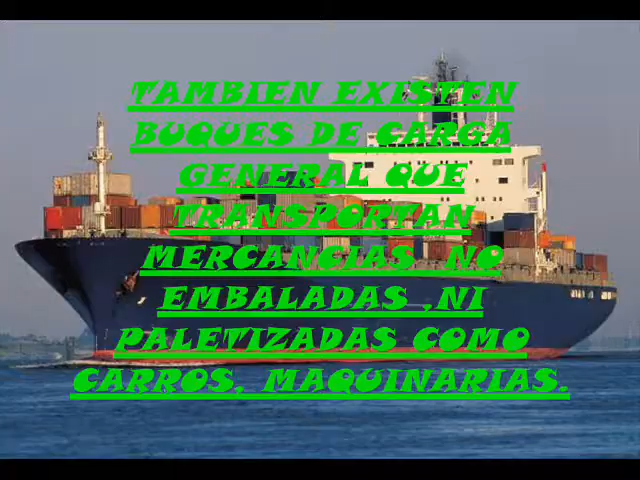 TAMBIEN EXISTEN
BUQUES DE CARGA
GENERAL QUE
TRANSPORTAN
MERCANCIAS NO
EMBALADAS ,NI
PALETIZADAS COMO
CARROS, MAQUINARIAS.